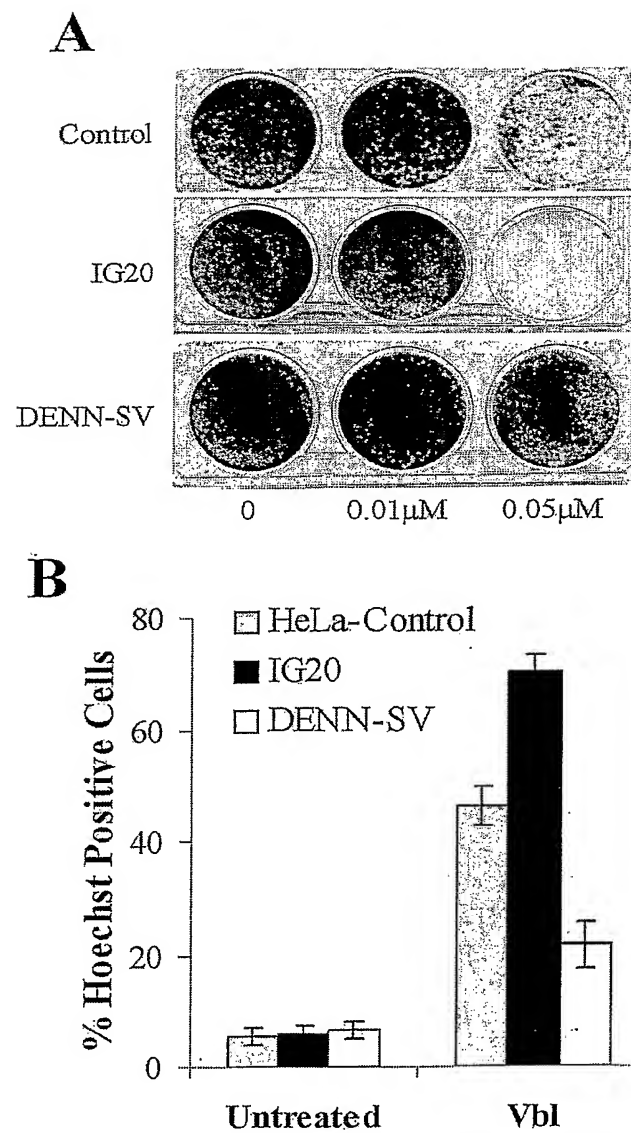 A
Control
IG20
DENN-SV
0 0.01µM 0.05µM
B
% Hoechst Positive Cells
80
60
40
20
0
HeLa-Control
IG20
DENN-SV
Untreated Vbl